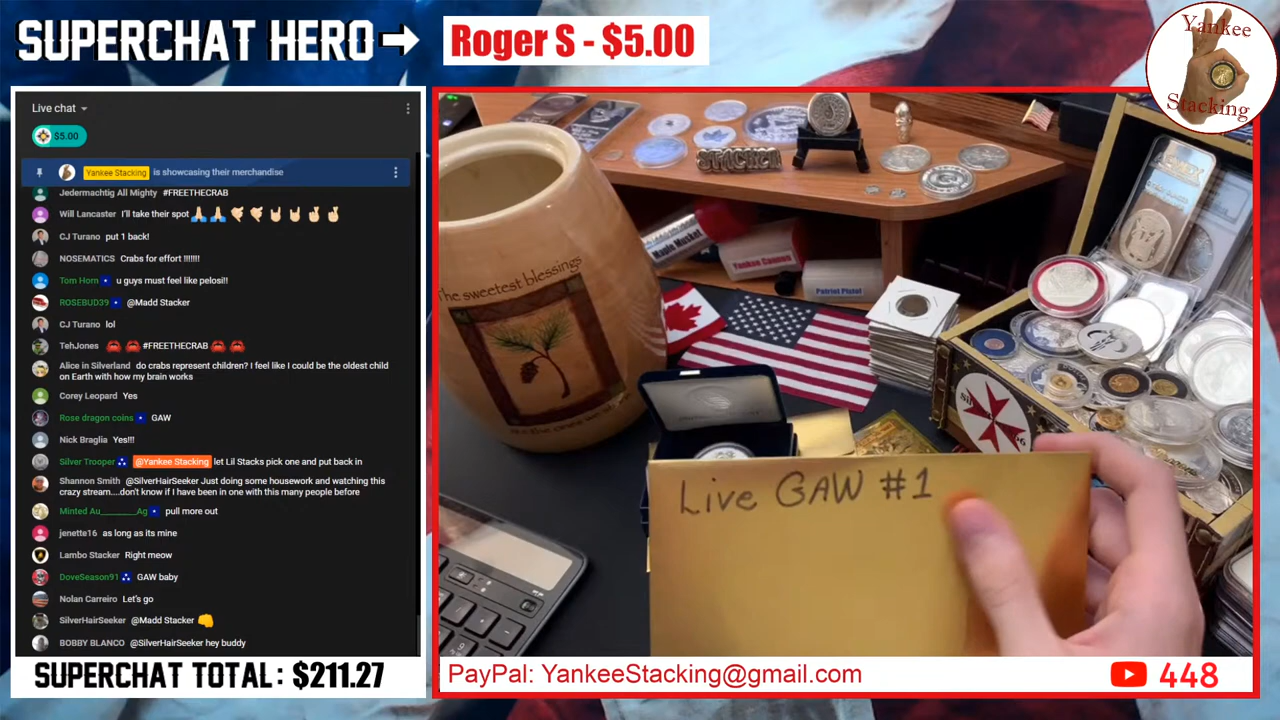 SUPERCHAT HERO
Roger S - $5.00
Yankee
Stacking
Live chat
$5.00
Yankee Stacking is showcasing their merchandise
Jedermachtig All Mighty #FREETHECRAB
Will Lancaster I'll take their spot
CJ Turano put 1 back!
NOSEMATICS Crabs for effort !!!!!!!
Tom Horn u guys must feel like pelosi!!
ROSEBUD39 @Madd Stacker
CJ Turano lol
TehJones #FREETHECRAB
Alice in Silverland do crabs represent children? I feel like I could be the oldest child
on Earth with how my brain works
Corey Leopard Yes
Rose dragon coins GAW
Nick Braglia Yes!!!
Silver Trooper @Yankee Stacking let Lil Stacks pick one and put back in
Shannon Smith @SilverHairSeeker Just doing some housework and watching this
crazy stream....don't know if I have been in one with this many people before
Minted Au________Ag pull more out
jenette16 as long as its mine
Lambo Stacker Right meow
DoveSeason91 GAW baby
Nolan Carreiro Let's go
SilverHairSeeker @Madd Stacker
BOBBY BLANCO @SilverHairSeeker hey buddy
SUPERCHAT TOTAL: $211.27
STACKER
Maple Musket
Yankee Cannon
Patriot Pistol
The sweetest blessings
Live GAW #1
PayPal: YankeeStacking@gmail.com
448